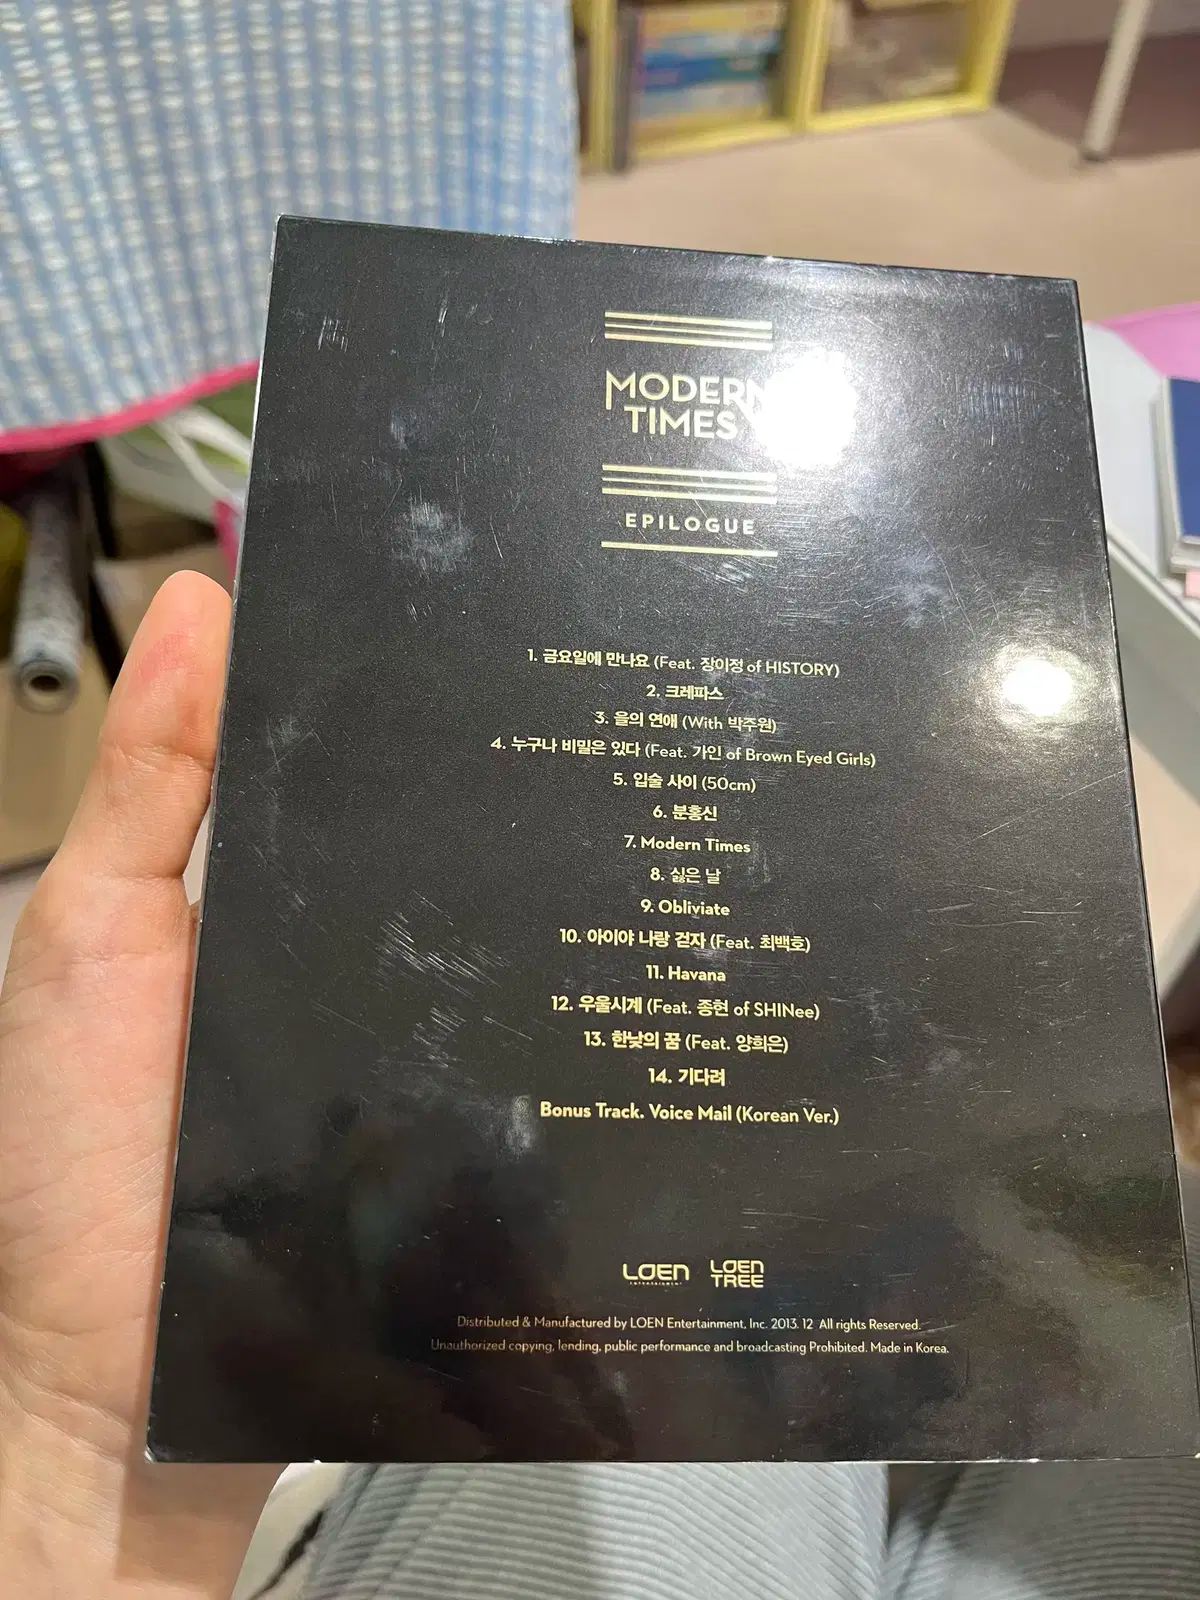 MODERN
TIMES
EPILOGUE
1. 금요일에 만나요 (Feat. 장이정 of HISTORY)
2. 크레파스
3. 을의 연애 (With 박주원)
4. 누구나 비밀은 있다 (Feat. 가인 of Brown Eyed Girls)
5. 입술 사이 (50cm)
6. 분홍신
7. Modern Times
8. 싫은 날
9. Obliviate
10. 아이야 나랑 걷자 (Feat. 최백호)
11. Havana
12. 우울시계 (Feat. 종현 of SHINee)
13. 한낮의 꿈 (Feat. 양희은)
14. 기다려
Bonus Track. Voice Mail (Korean Ver.)
LOEN entertainment LOEN TREE
Distributed & Manufactured by LOEN Entertainment, Inc. 2013. 12 All rights Reserved.
Unauthorized copying, lending, public performance and broadcasting Prohibited. Made in Korea.